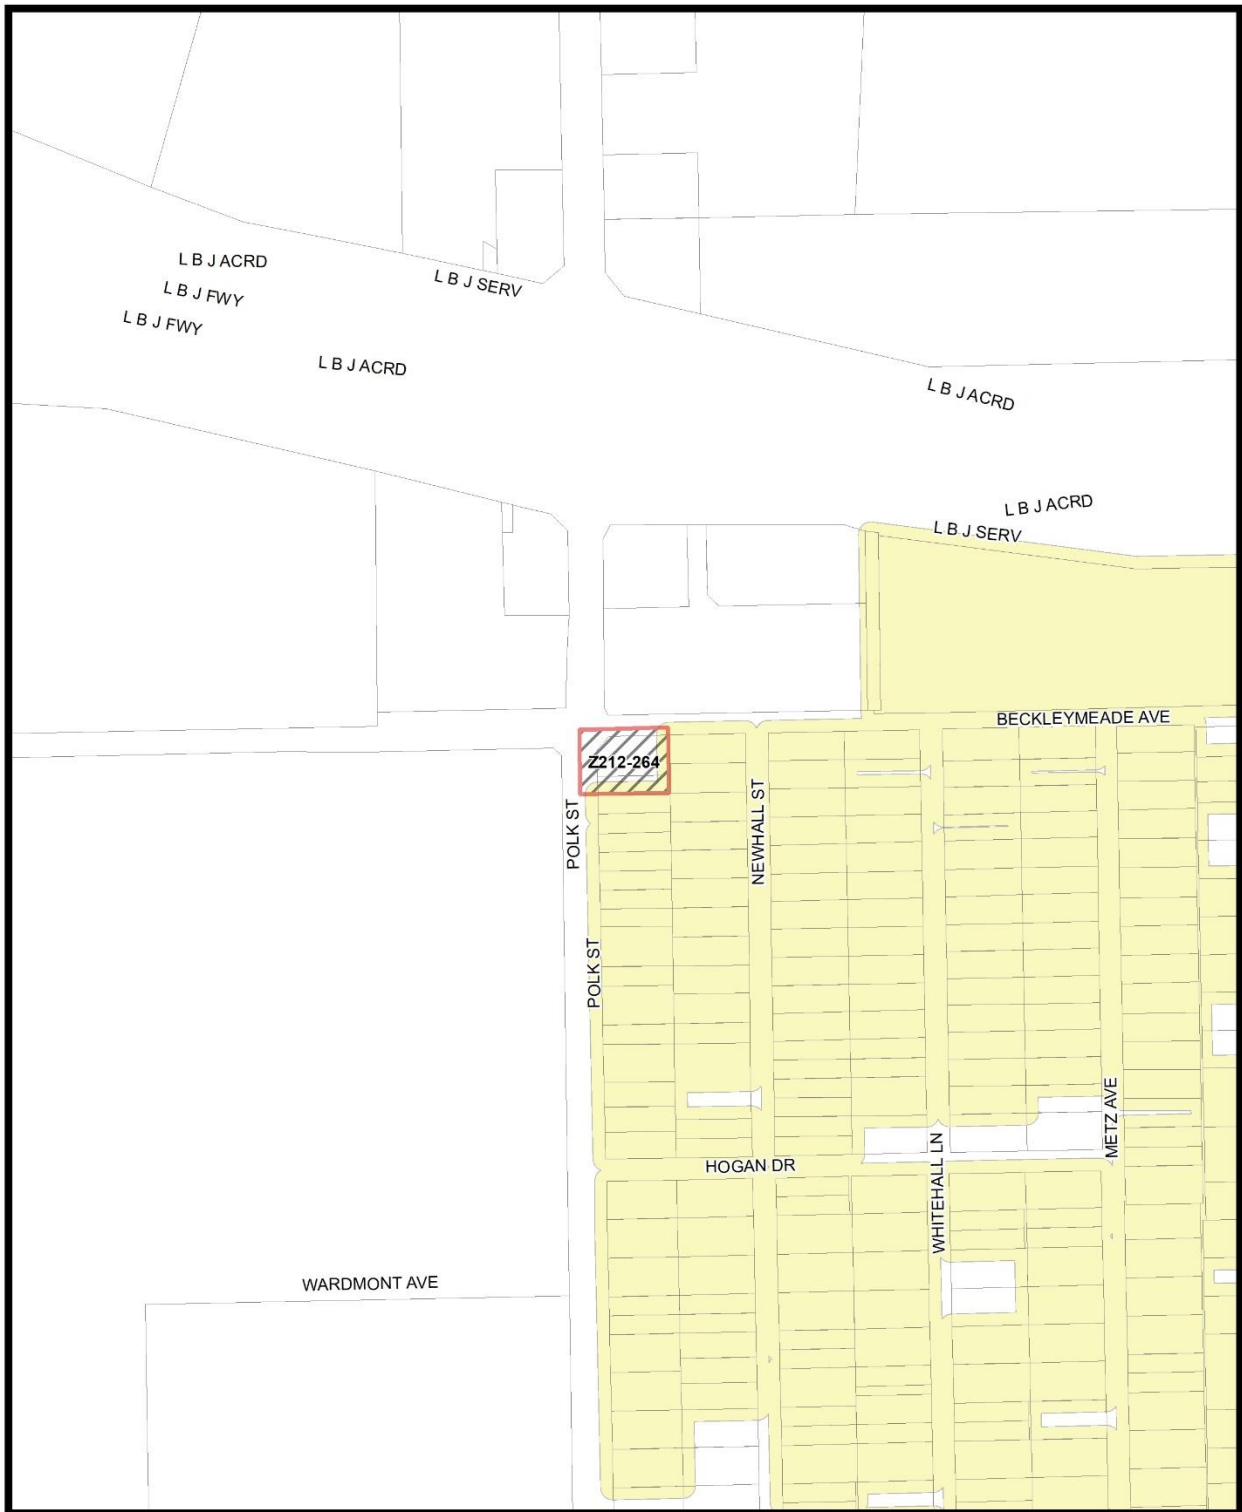 L B J ACRD
L B J SERV
L B J FWY
L B J FWY
L B J ACRD
L B J ACRD
L B J ACRD
L B J SERV
BECKLEYMEADE AVE
Z212-264
POLK ST
NEWHALL ST
POLK ST
METZ AVE
HOGAN DR
WHITEHALL LN
WARDMONT AVE